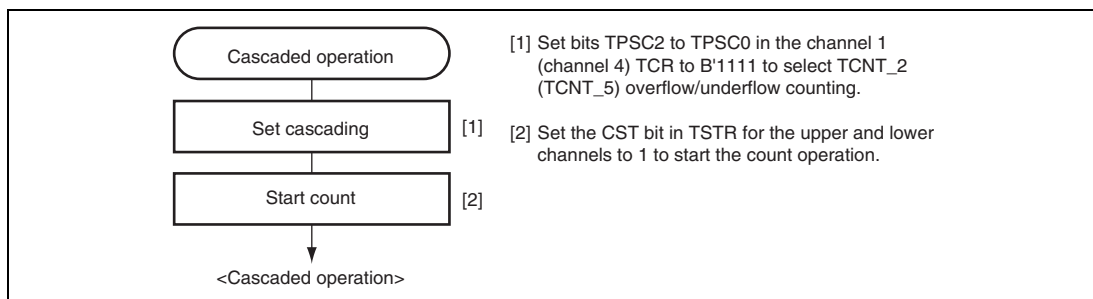 Cascaded operation
Set cascading
[1]
Start count
[2]
<Cascaded operation>
[1] Set bits TPSC2 to TPSC0 in the channel 1
(channel 4) TCR to B'1111 to select TCNT_2
(TCNT_5) overflow/underflow counting.
[2] Set the CST bit in TSTR for the upper and lower
channels to 1 to start the count operation.